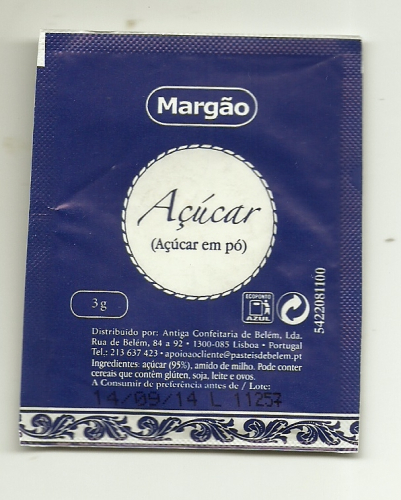 Margão
Açúcar
(Açúcar em pó)
3 g
ECOPONTO
AZUL
5422081100
Distribuído por: Antiga Confeitaria de Belém, Lda.
Rua de Belém, 84 a 92 • 1300-085 Lisboa • Portugal
Tel.: 213 637 423 • apoioaocliente@pasteisdebelem.pt
Ingredientes: açúcar (95%), amido de milho. Pode conter
cereais que contêm glúten, soja, leite e ovos.
A Consumir de preferência antes de / Lote:
14/09/14 L 11257